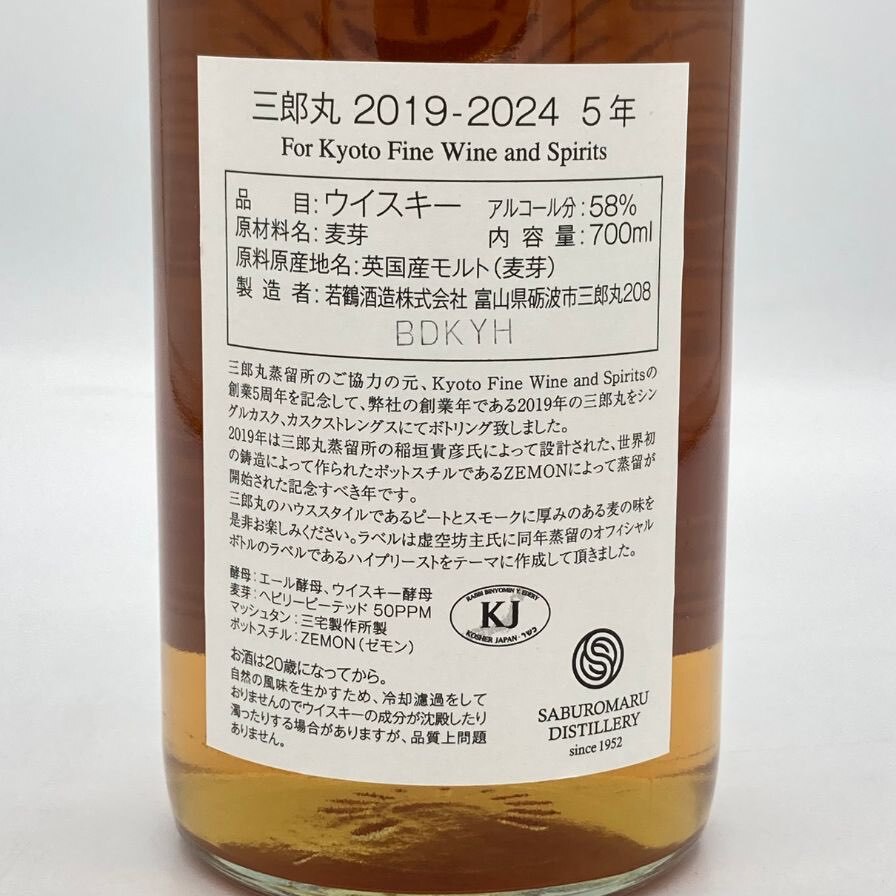 三郎丸 2019-2024 5年
For Kyoto Fine Wine and Spirits
品目:ウイスキー アルコール分:58%
原材料名:麦芽 内容量:700ml
原料原産地名:英国産モルト(麦芽)
製造者:若鶴酒造株式会社 富山県砺波市三郎丸208
BDKYH
三郎丸蒸留所のご協力の元、Kyoto Fine Wine and Spiritsの
創業5周年を記念して、弊社の創業年である2019年の三郎丸をシン
グルカスク、カスクストレングスにてボトリング致しました。
2019年は三郎丸蒸留所の稲垣貴彦氏によって設計された、世界初
の鋳造によって作られたポットスチルであるZEMONによって蒸留が
開始された記念すべき年です。
三郎丸のハウススタイルであるピートとスモークに厚みのある麦の味を
是非お楽しみください。ラベルは虚空坊主氏に同年蒸留のオフィシャル
ボトルのラベルであるハイプリーストをテーマに作成して頂きました。
酵母:エール酵母、ウイスキー酵母
麦芽:ヘビリーピーテッド 50PPM
マッシュタン:三宅製作所製
ポットスチル:ZEMON(ゼモン)
RABBI BINYOMIN Y. EDERY
KJ
KOSHER JAPAN כשר
お酒は20歳になってから。
自然の風味を生かすため、冷却濾過をして
おりませんのでウイスキーの成分が沈殿したり
濁ったりする場合がありますが、品質上問題
ありません。
SABUROMARU
DISTILLERY
since 1952